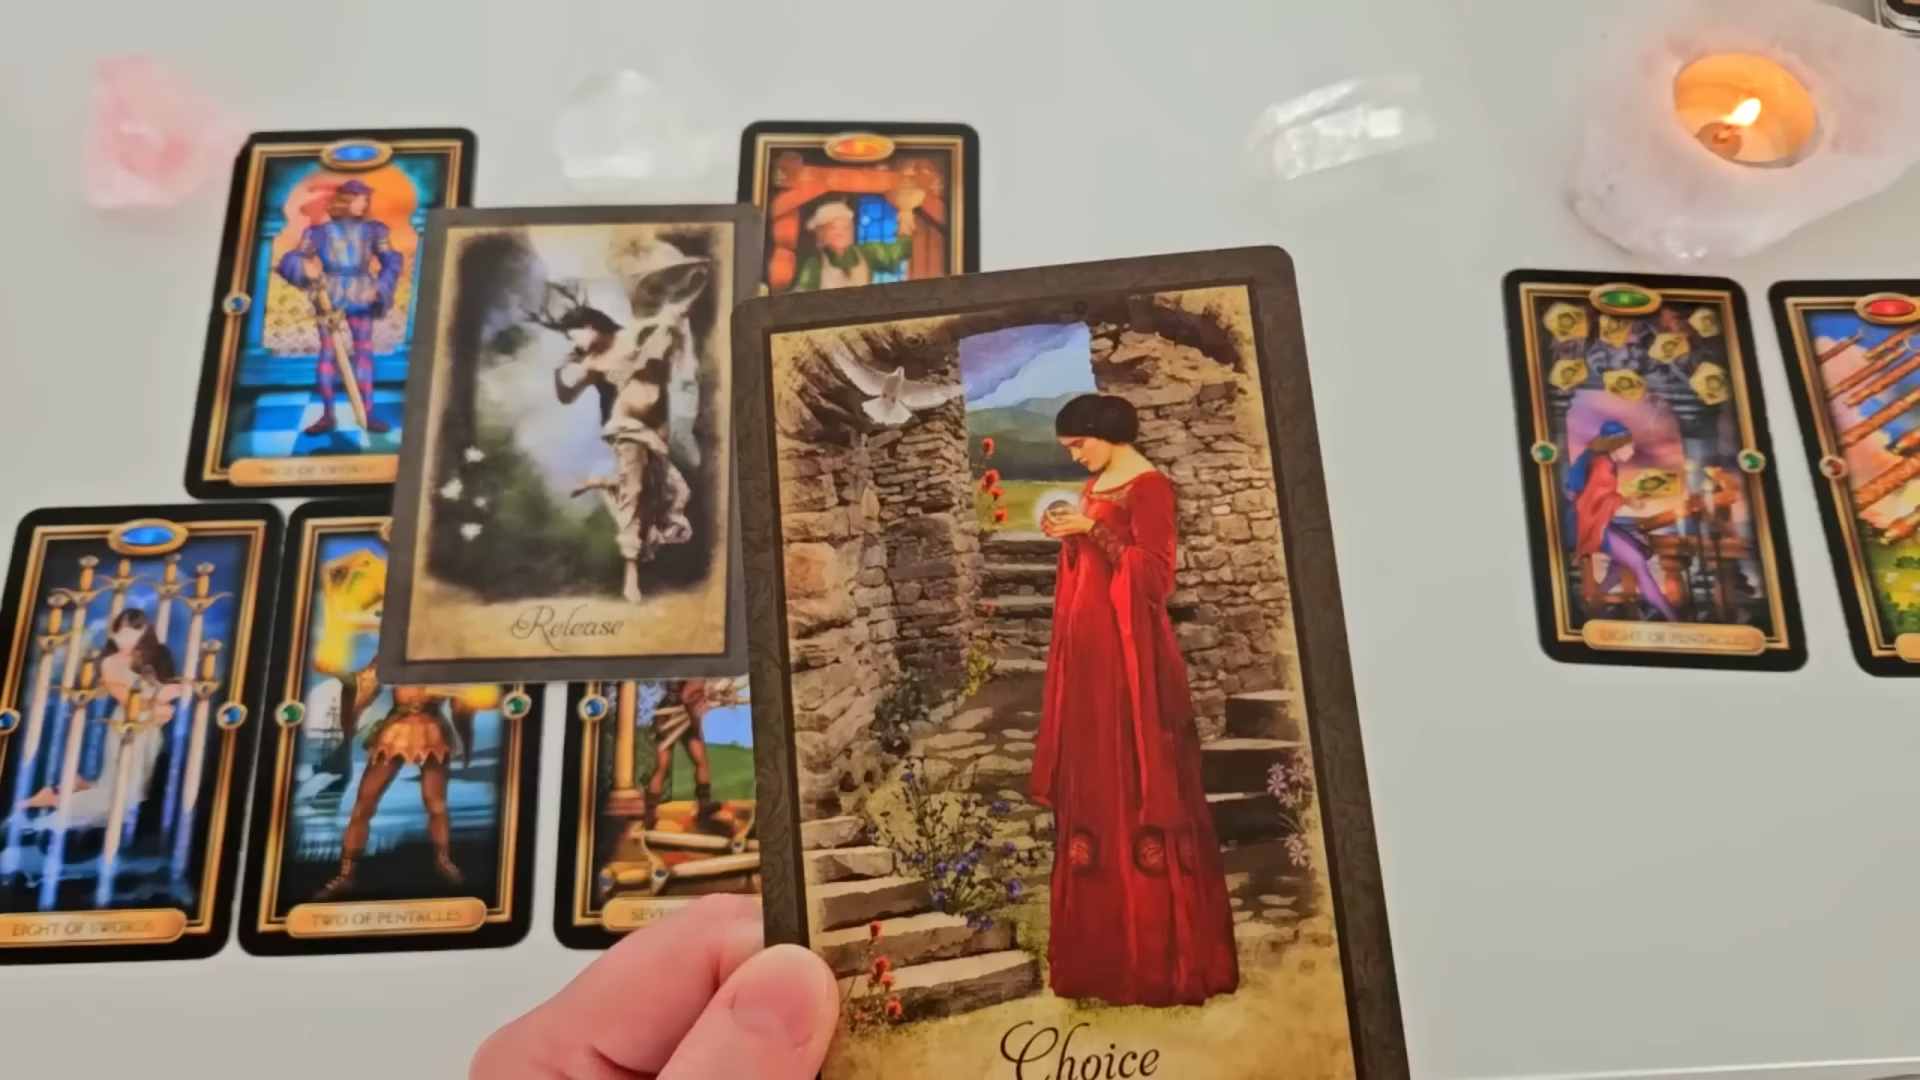 PAGE OF SWORDS
Release
EIGHT OF PENTACLES
EIGHT OF SWORDS
TWO OF PENTACLES
Choice